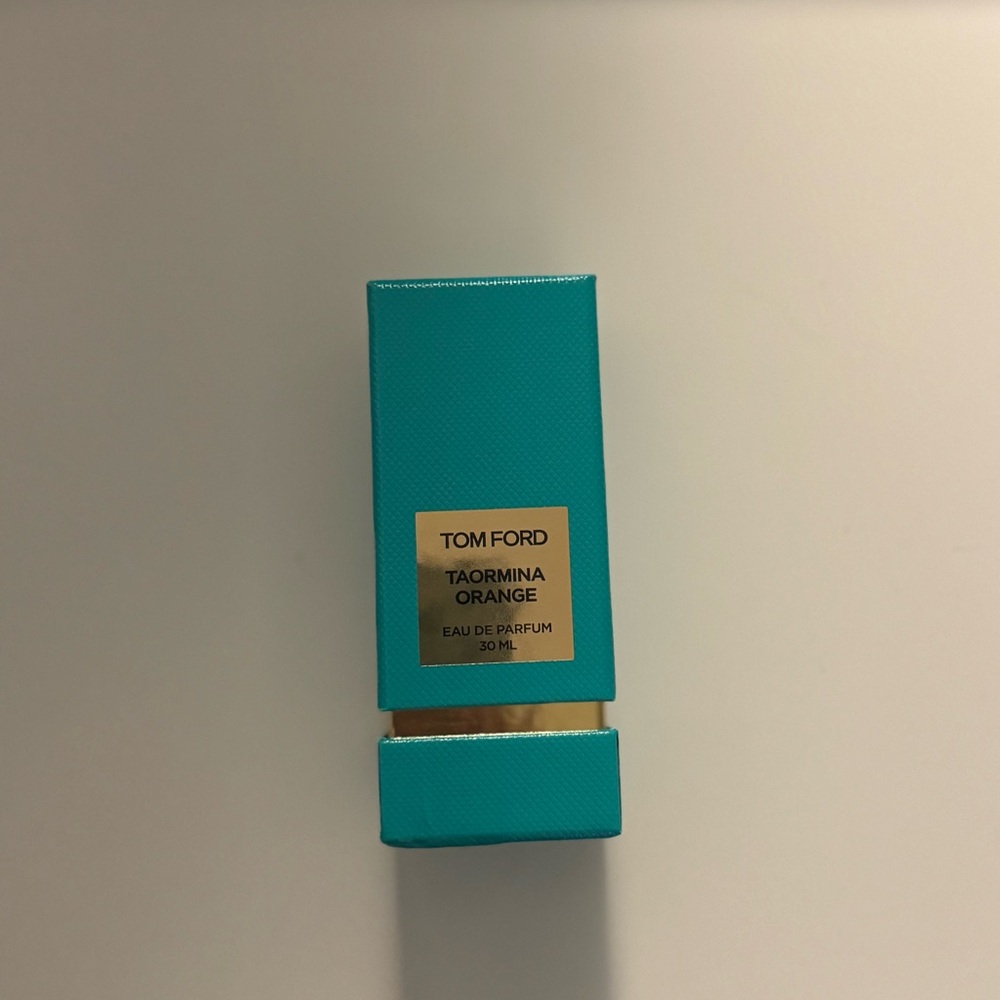 TOM FORD
TAORMINA
ORANGE
EAU DE PARFUM
30 ML